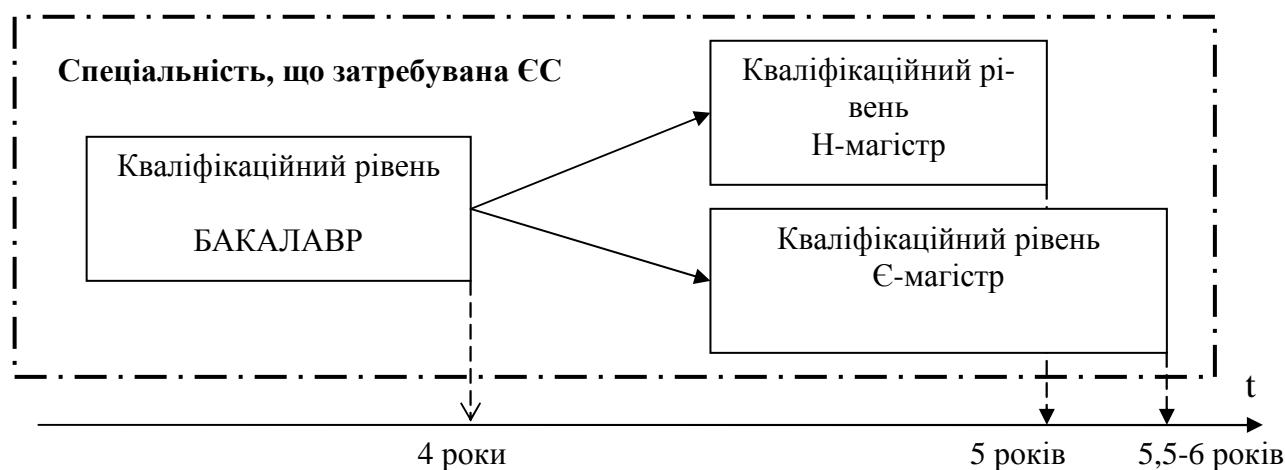 Спеціальність, що затребувана ЄС
Кваліфікаційний рівень
БАКАЛАВР
Кваліфікаційний рі-
вень
Н-магістр
Кваліфікаційний рівень
Є-магістр
t
4 роки
5 років
5,5-6 років